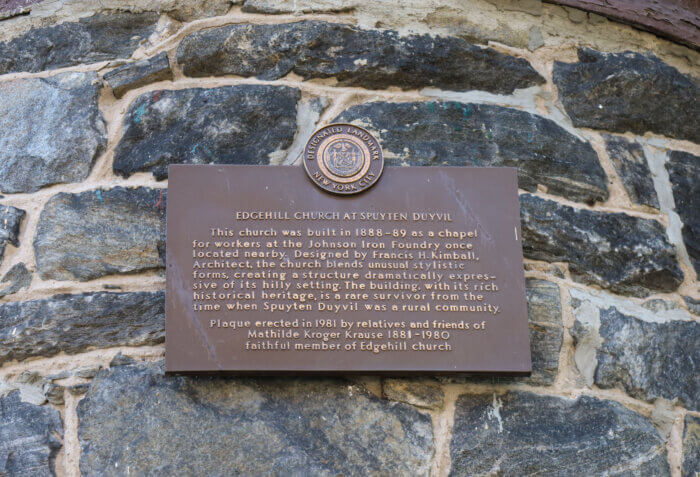 DESIGNATED LANDMARK
NEW YORK CITY
EDGEHILL CHURCH AT SPUYTEN DUYVIL
This church was built in 1888-89 as a chapel
for workers at the Johnson Iron Foundry once
located nearby. Designed by Francis H. Kimball,
Architect, the church blends unusual stylistic
forms, creating a structure dramatically expres-
sive of its hilly setting. The building, with its rich
historical heritage, is a rare survivor from the
time when Spuyten Duyvil was a rural community.
Plaque erected in 1981 by relatives and friends of
Mathilde Kroger Krause 1881-1980
faithful member of Edgehill church